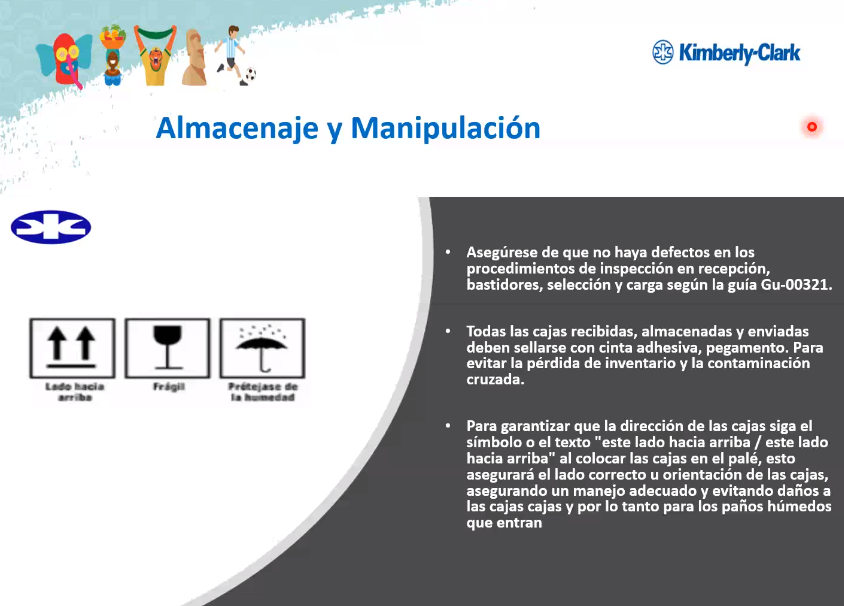 Kimberly-Clark
Almacenaje y Manipulación
Lado hacia
arriba
Frágil
Prótejase de
la humedad
• Asegúrese de que no haya defectos en los
procedimientos de inspección en recepción,
bastidores, selección y carga según la guía Gu-00321.
• Todas las cajas recibidas, almacenadas y enviadas
deben sellarse con cinta adhesiva, pegamento. Para
evitar la pérdida de inventario y la contaminación
cruzada.
• Para garantizar que la dirección de las cajas siga el
símbolo o el texto "este lado hacia arriba / este lado
hacia arriba" al colocar las cajas en el palé, esto
asegurará el lado correcto u orientación de las cajas,
asegurando un manejo adecuado y evitando daños a
las cajas cajas y por lo tanto para los paños húmedos
que entran